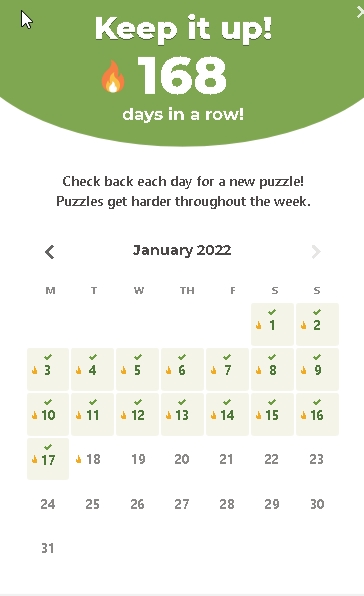 Keep it up!
168
days in a row!
Check back each day for a new puzzle!
Puzzles get harder throughout the week.
January 2022
M T W TH F S S
1 2
3 4 5 6 7 8 9
10 11 12 13 14 15 16
17 18 19 20 21 22 23
24 25 26 27 28 29 30
31